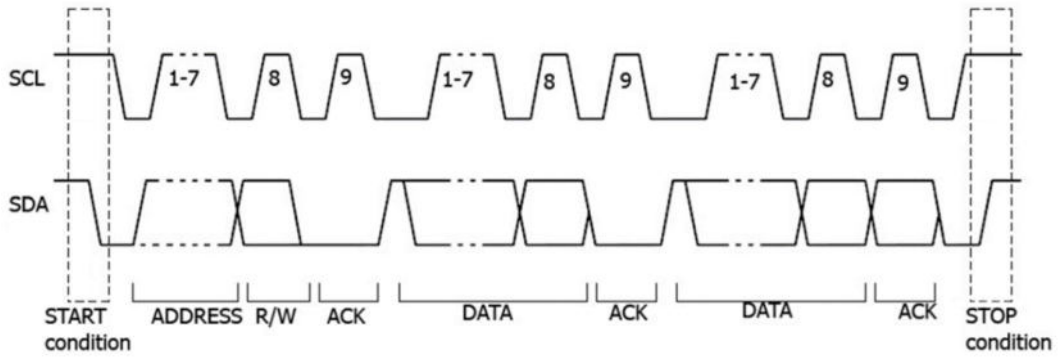 SCL 1-7 8 9 1-7 8 9 1-7 8 9
SDA
START ADDRESS R/W ACK DATA ACK DATA ACK STOP
condition condition